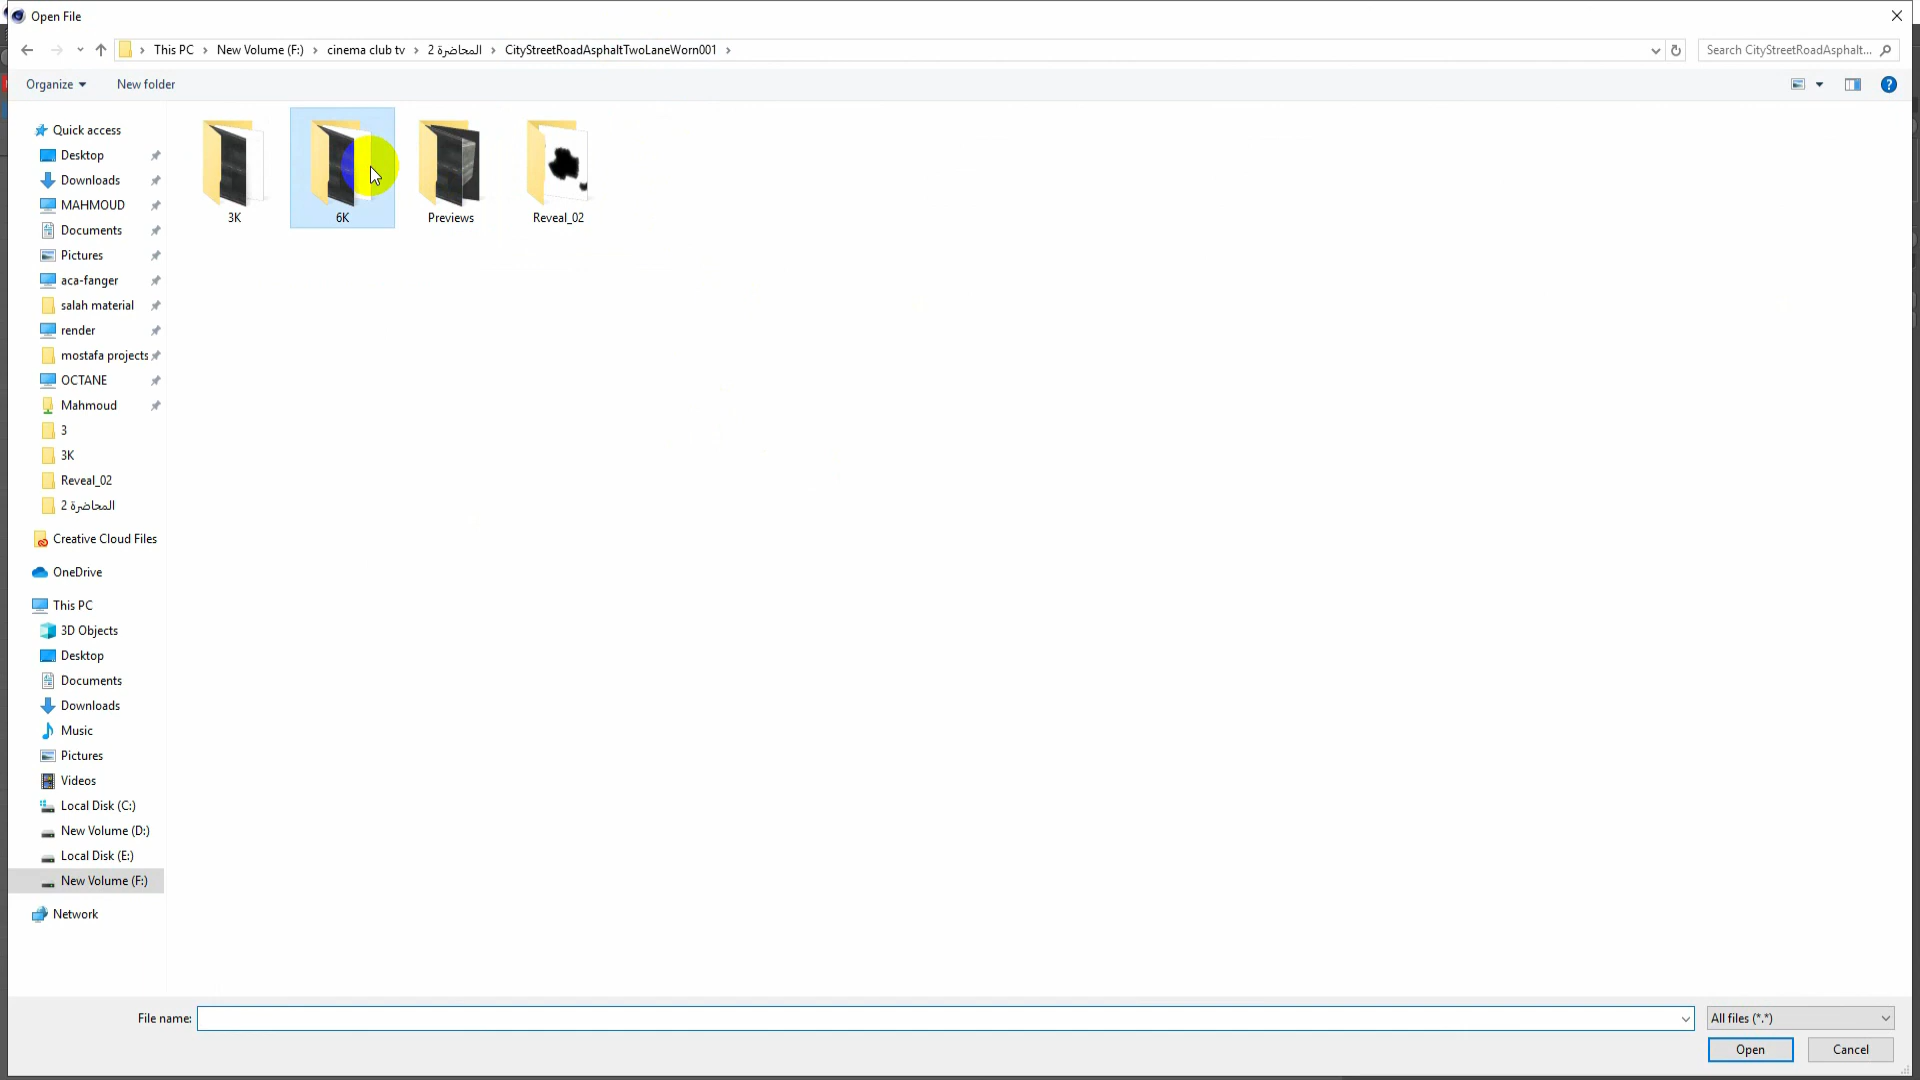 Open File
This PC > New Volume (F:) > cinema club tv > المحاضرة 2 > CityStreetRoadAsphaltTwoLaneWorn001 >
Search CityStreetRoadAsphalt...
Organize
New folder
3K
6K
Previews
Reveal_02
Quick access
Desktop
Downloads
MAHMOUD
Documents
Pictures
aca-fanger
salah material
render
mostafa projects
OCTANE
Mahmoud
3
3K
Reveal_02
المحاضرة 2
Creative Cloud Files
OneDrive
This PC
3D Objects
Desktop
Documents
Downloads
Music
Pictures
Videos
Local Disk (C:)
New Volume (D:)
Local Disk (E:)
New Volume (F:)
Network
File name:
All files (*.*)
Open
Cancel